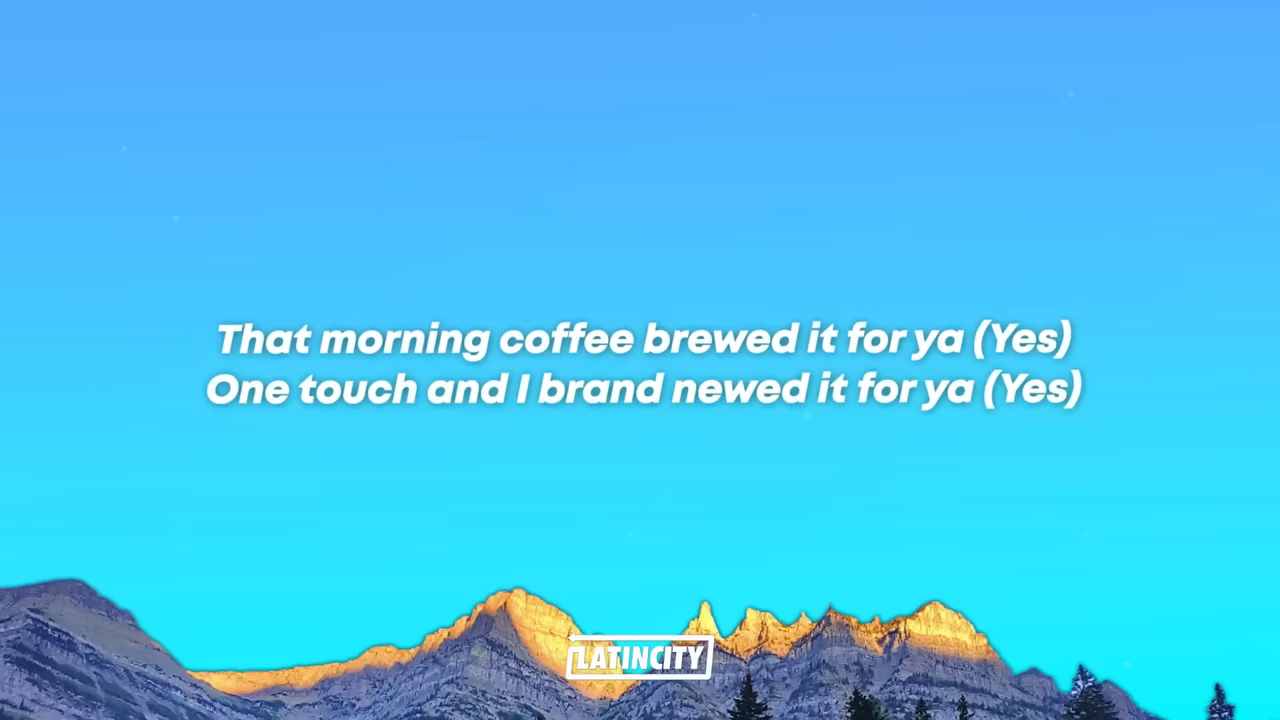 That morning coffee brewed it for ya (Yes)
One touch and I brand newed it for ya (Yes)
LATINCITY